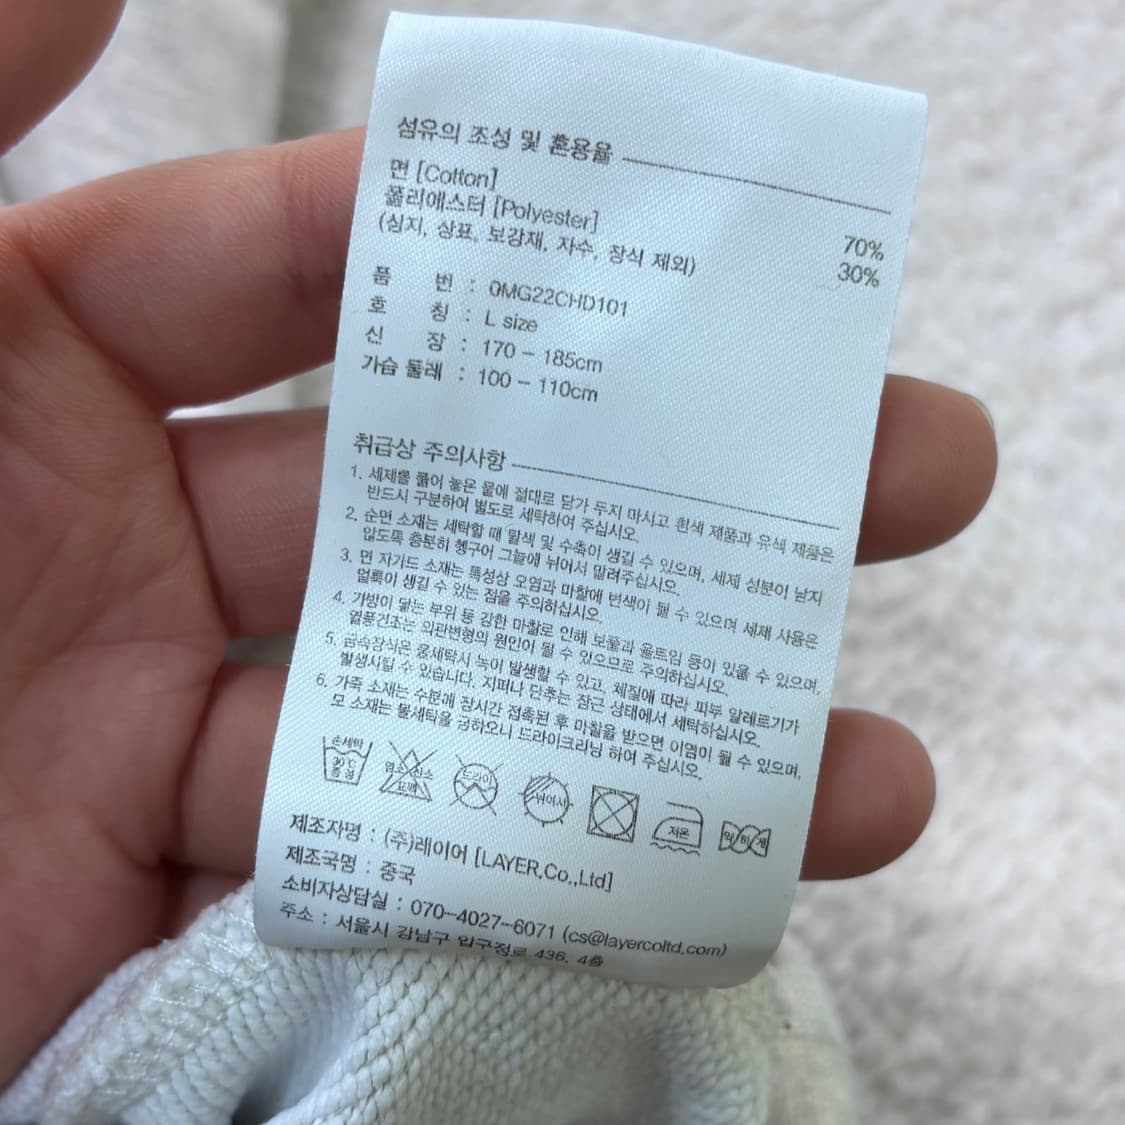 섬유의 조성 및 혼용율
면 [Cotton] 70%
폴리에스터 [Polyester] 30%
(심지, 상표, 보강재, 자수, 장식 제외)
품 번 : 0MG22CHD101
호 칭 : L size
신 장 : 170 - 185cm
가슴 둘레 : 100 - 110cm
취급상 주의사항
1. 세제를 풀어 놓은 물에 절대로 담가 두지 마시고 흰색 제품과 유색 제품은
반드시 구분하여 별도로 세탁하여 주십시오.
2. 순면 소재는 세탁할 때 탈색 및 수축이 생길 수 있으며, 세제 성분이 남지
않도록 충분히 헹구어 그늘에 뉘어서 말려주십시오.
3. 면 저가드 소재는 특성상 오염과 마찰에 변색이 될 수 있으며 세제 사용은
얼룩이 생길 수 있는 점을 주의하십시오.
4. 가방이 닿는 부위 등 강한 마찰로 인해 보풀과 올트임 등이 있을 수 있으며,
열풍건조는 외관변형의 원인이 될 수 있으므로 주의하십시오.
5. 금속장식은 물세탁시 녹이 발생할 수 있고, 체질에 따라 피부 알레르기가
발생시킬 수 있습니다. 지퍼나 단추는 잠근 상태에서 세탁하십시오.
6. 가죽 소재는 수분에 장시간 접촉된 후 마찰을 받으면 이염이 될 수 있으며,
모 소재는 물세탁을 금하오니 드라이크리닝 하여 주십시오.
손세탁 30℃ 중성 염소 산소 표백 드라이 뉘어서 저온 약하게
제조자명 : (주)레이어 [LAYER.Co.,Ltd]
제조국명 : 중국
소비자상담실 : 070-4027-6071 (cs@layercoltd.com)
주소 : 서울시 강남구 압구정로 436, 4층